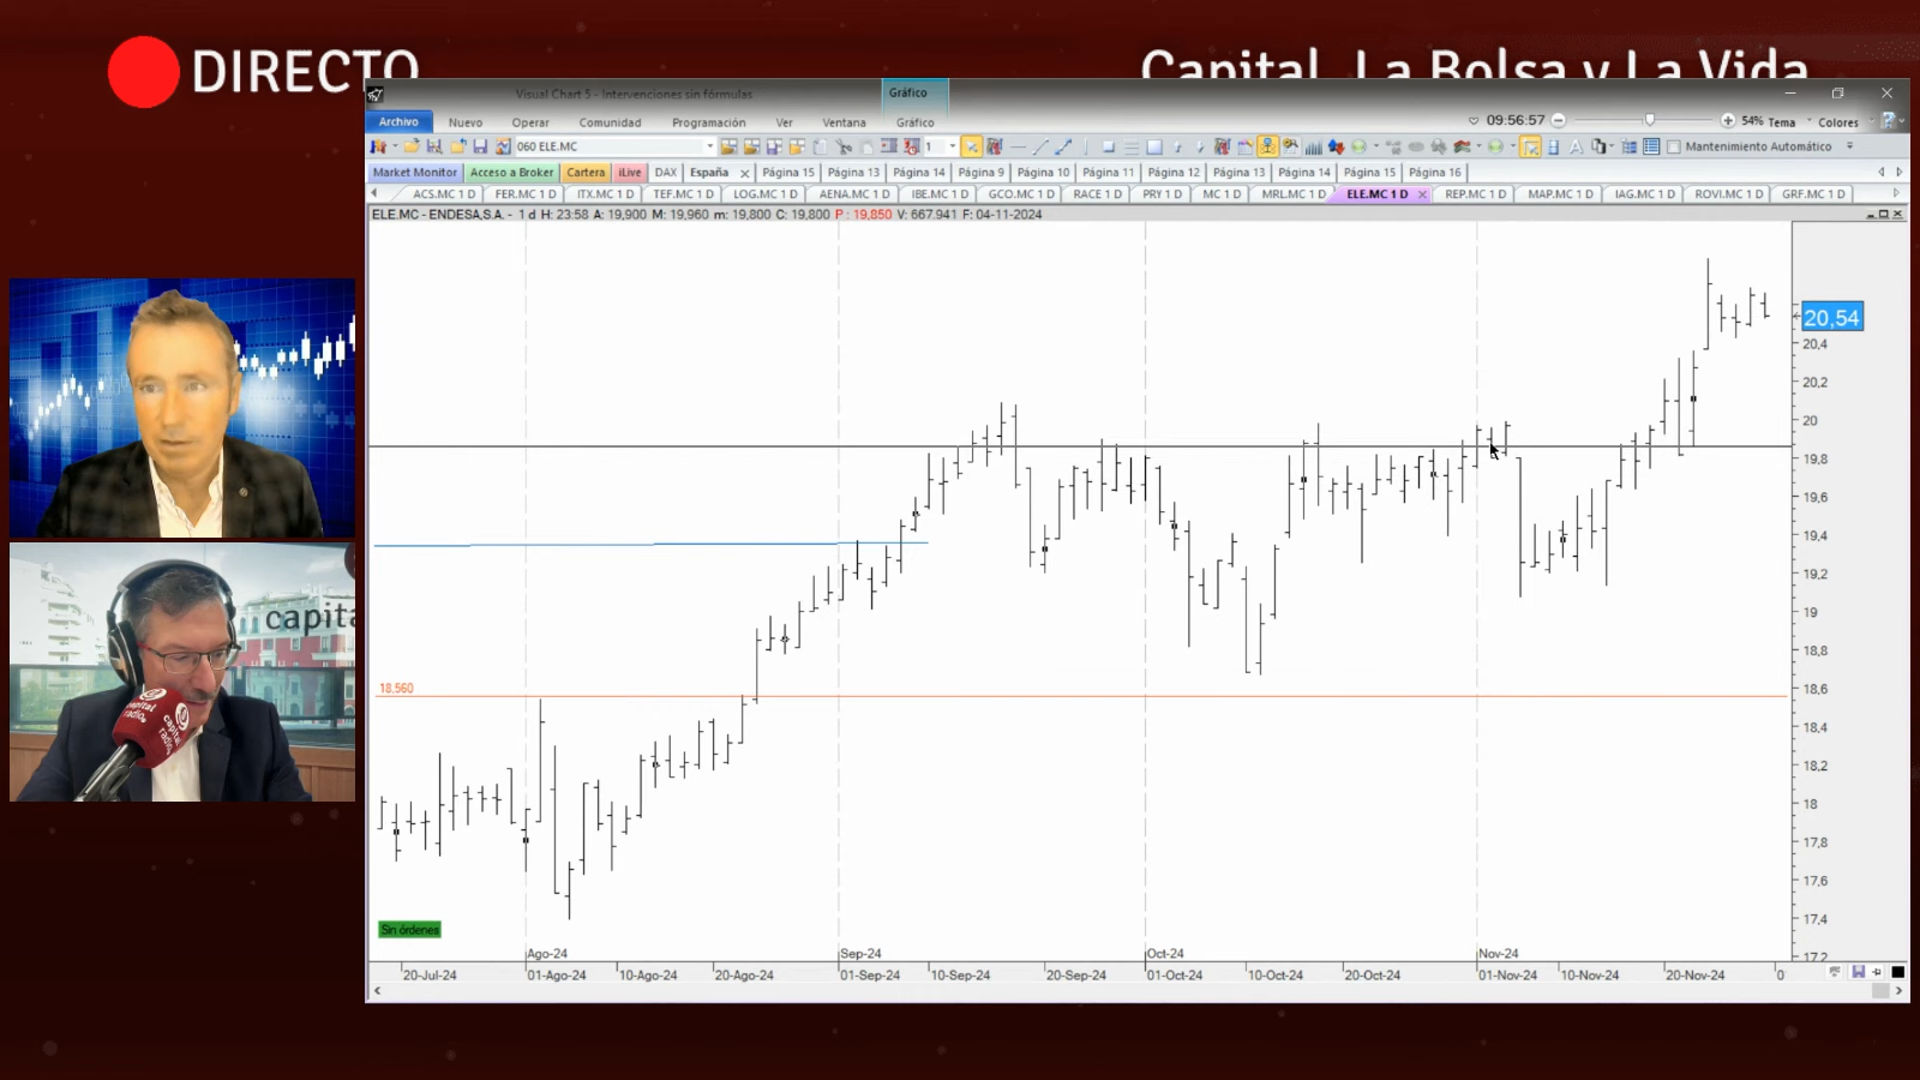 DIRECTO
Capital, La Bolsa y La Vida
Visual Chart 5 - Intervenciones sin fórmulas
Gráfico
Archivo Nuevo Operar Comunidad Programación Ver Ventana Gráfico
09:56:57 54% Tema Colores
060 ELE.MC 1 Mantenimiento Automático
Market Monitor Acceso a Broker Cartera iLive DAX España Página 15 Página 13 Página 14 Página 9 Página 10 Página 11 Página 12 Página 13 Página 14 Página 15 Página 16
ACS.MC 1 D FER.MC 1 D ITX.MC 1 D TEF.MC 1 D LOG.MC 1 D AENA.MC 1 D IBE.MC 1 D GCO.MC 1 D RACE 1 D PRY 1 D MC 1 D MRL.MC 1 D ELE.MC 1 D REP.MC 1 D MAP.MC 1 D IAG.MC 1 D ROVI.MC 1 D GRF.MC 1 D
ELE.MC - ENDESA,S.A. - 1 d H: 23:58 A: 19,900 M: 19,960 m: 19,800 C: 19,800 P : 19,850 V: 667.941 F: 04-11-2024
20,54
20,4
20,2
20
19,8
19,6
19,4
19,2
19
18,8
18,560
18,6
18,4
18,2
18
17,8
17,6
17,4
17,2
capita
capital radio
capital radio
Sin órdenes
Ago-24 Sep-24 Oct-24 Nov-24
20-Jul-24 01-Ago-24 10-Ago-24 20-Ago-24 01-Sep-24 10-Sep-24 20-Sep-24 01-Oct-24 10-Oct-24 20-Oct-24 01-Nov-24 10-Nov-24 20-Nov-24 0